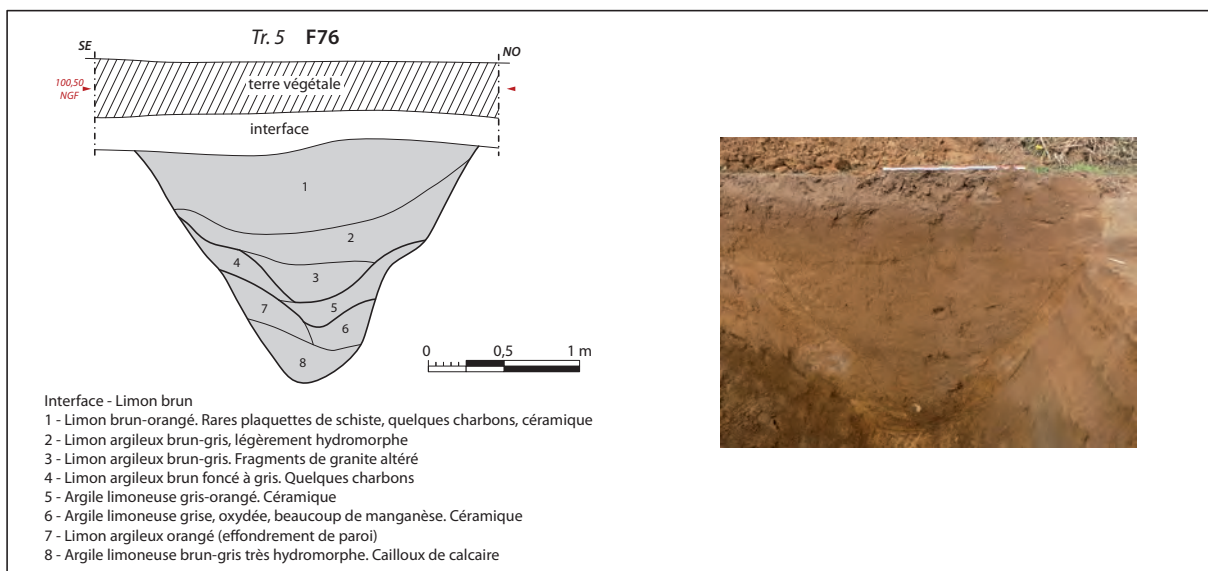 Tr. 5 F76
SE
NO
100,50
NGF
terre végétale
interface
1
2
4
3
5
7
6
8
0 0,5 1 m
Interface - Limon brun
1 - Limon brun-orangé. Rares plaquettes de schiste, quelques charbons, céramique
2 - Limon argileux brun-gris, légèrement hydromorphe
3 - Limon argileux brun-gris. Fragments de granite altéré
4 - Limon argileux brun foncé à gris. Quelques charbons
5 - Argile limoneuse gris-orangé. Céramique
6 - Argile limoneuse grise, oxydée, beaucoup de manganèse. Céramique
7 - Limon argileux orangé (effondrement de paroi)
8 - Argile limoneuse brun-gris très hydromorphe. Cailloux de calcaire